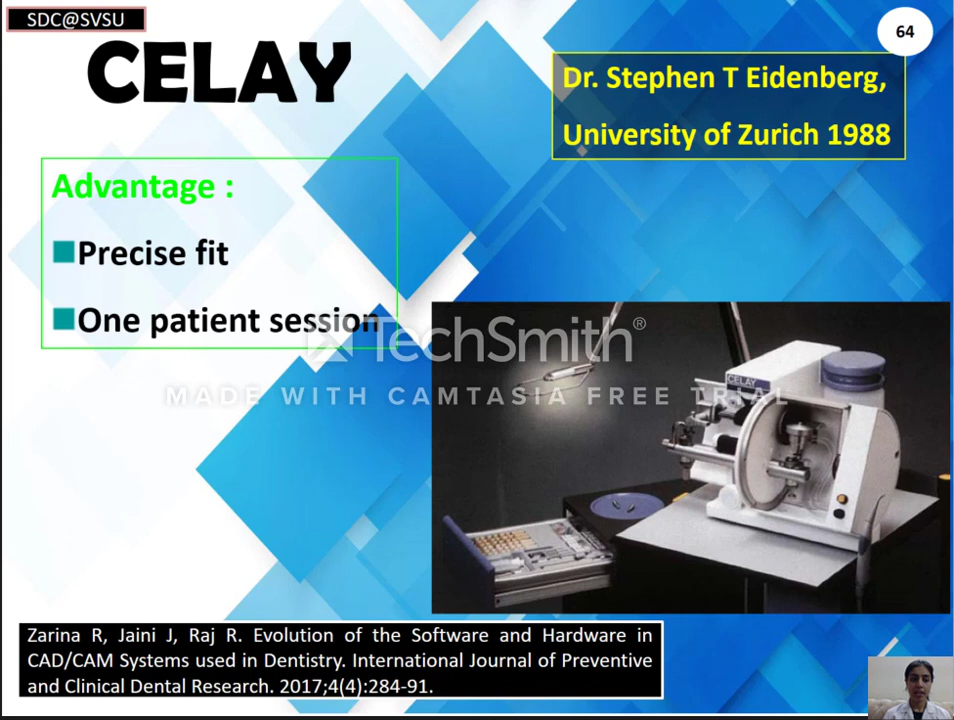 SDC@SVSU
64
CELAY
Dr. Stephen T Eidenberg,
University of Zurich 1988
Advantage :
Precise fit
One patient session
TechSmith®
MADE WITH CAMTASIA FREE TRIAL
CELAY
Zarina R, Jaini J, Raj R. Evolution of the Software and Hardware in
CAD/CAM Systems used in Dentistry. International Journal of Preventive
and Clinical Dental Research. 2017;4(4):284-91.